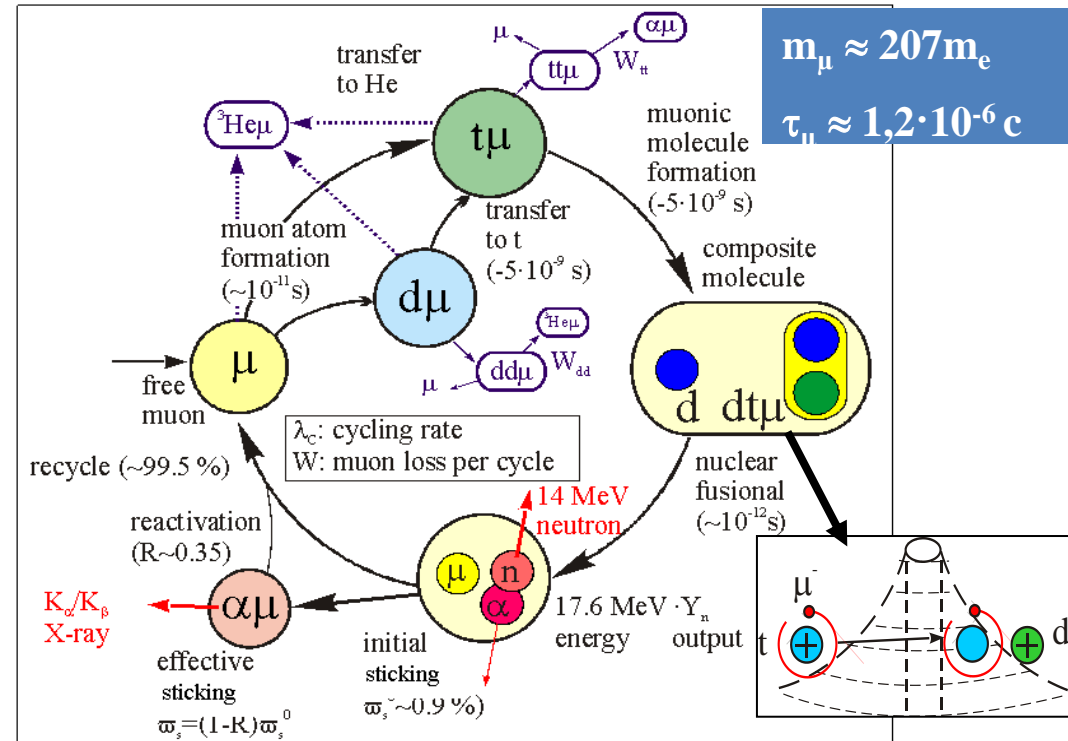 mμ ≈ 207mₑ
τμ ≈ 1,2·10⁻⁶ c
μ
αμ
ttμ
Wtt
transfer
to He
³Heμ
tμ
muonic
molecule
formation
(-5·10⁻⁹ s)
muon atom
formation
(~10⁻¹¹s)
transfer
to t
(-5·10⁻⁹ s)
composite
molecule
dμ
³Heμ
Wdd
ddμ
μ
μ
free
muon
d
dtμ
λc: cycling rate
W: muon loss per cycle
recycle (~99.5 %)
nuclear
fusional
(~10⁻¹²s)
14 MeV
neutron
reactivation
(R~0.35)
μ
n
α
αμ
Kα/Kβ
X-ray
17.6 MeV ·Yn
energy output
initial
sticking
ϖs~0.9 %)
effective
sticking
ϖs=(1-R)ϖs⁰
μ⁻
t
+
+
d